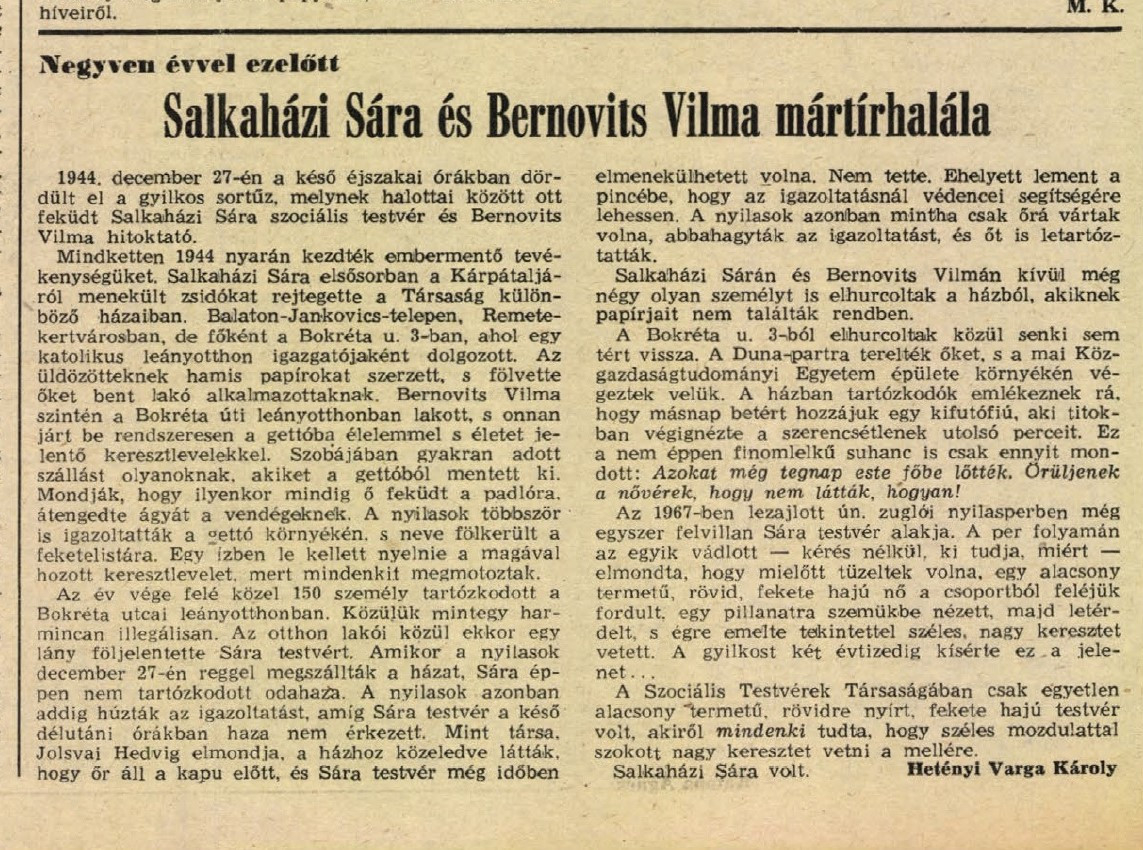 híveiről.
M. K.
Negyven évvel ezelőtt
Salkaházi Sára és Bernovits Vilma mártírhalála
1944. december 27-én a késő éjszakai órákban dör-
dült el a gyilkos sortűz, melynek halottai között ott
feküdt Salkaházi Sára szociális testvér és Bernovits
Vilma hitoktató.
Mindketten 1944 nyarán kezdték embermentő tevé-
kenységüket. Salkaházi Sára elsősorban a Kárpátaljá-
ról menekült zsidókat rejtegette a Társaság külön-
böző házaiban. Balaton-Jankovics-telepen, Remete-
kertvárosban, de főként a Bokréta u. 3-ban, ahol egy
katolikus leányotthon igazgatójaként dolgozott. Az
üldözötteknek hamis papírokat szerzett, s fölvette
őket bent lakó alkalmazottaknak. Bernovits Vilma
szintén a Bokréta úti leányotthonban lakott, s onnan
járt be rendszeresen a gettóba élelemmel s életet je-
lentő keresztlevelekkel. Szobájában gyakran adott
szállást olyanoknak, akiket a gettóból mentett ki.
Mondják, hogy ilyenkor mindig ő feküdt a padlóra,
átengedte ágyát a vendégeknek. A nyilasok többször
is igazoltatták a gettó környékén, s neve fölkerült a
feketelistára. Egy ízben le kellett nyelnie a magával
hozott keresztlevelet, mert mindenkit megmotoztak.
Az év vége felé közel 150 személy tartózkodott a
Bokréta utcai leányotthonban. Közülük mintegy har-
mincan illegálisan. Az otthon lakói közül ekkor egy
lány följelentette Sára testvért. Amikor a nyilasok
december 27-én reggel megszállták a házat, Sára ép-
pen nem tartózkodott odahaza. A nyilasok azonban
addig húzták az igazoltatást, amíg Sára testvér a késő
délutáni órákban haza nem érkezett. Mint társa,
Jolsvai Hedvig elmondja, a házhoz közeledve látták,
hogy őr áll a kapu előtt, és Sára testvér még időben
elmenekülhetett volna. Nem tette. Ehelyett lement a
pincébe, hogy az igazoltatásnál védencei segítségére
lehessen. A nyilasok azonban mintha csak őrá vártak
volna, abbahagyták az igazoltatást, és őt is letartóz-
tatták.
Salkaházi Sárán és Bernovits Vilmán kívül még
négy olyan személyt is elhurcoltak a házból, akiknek
papírjait nem találták rendben.
A Bokréta u. 3-ból elhurcoltak közül senki sem
tért vissza. A Duna-partra terelték őket, s a mai Köz-
gazdaságtudományi Egyetem épülete környékén vé-
geztek velük. A házban tartózkodók emlékeznek rá,
hogy másnap betért hozzájuk egy kifutófiú, aki titok-
ban végignézte a szerencsétlenek utolsó perceit. Ez
a nem éppen finomlelkű suhanc is csak ennyit mon-
dott: Azokat még tegnap este főbe lőtték. Örüljenek
a nővérek, hogy nem látták, hogyan!
Az 1967-ben lezajlott ún. zuglói nyilasperben még
egyszer felvillan Sára testvér alakja. A per folyamán
az egyik vádlott — kérés nélkül, ki tudja, miért —
elmondta, hogy mielőtt tüzeltek volna, egy alacsony
termetű, rövid, fekete hajú nő a csoportból feléjük
fordult, egy pillanatra szemükbe nézett, majd letér-
delt, s égre emelte tekintettel széles, nagy keresztet
vetett. A gyilkost két évtizedig kísérte ez a jele-
net...
A Szociális Testvérek Társaságában csak egyetlen
alacsony termetű, rövidre nyírt, fekete hajú testvér
volt, akiről mindenki tudta, hogy széles mozdulattal
szokott nagy keresztet vetni a mellére.
Salkaházi Sára volt.
Hetényi Varga Károly